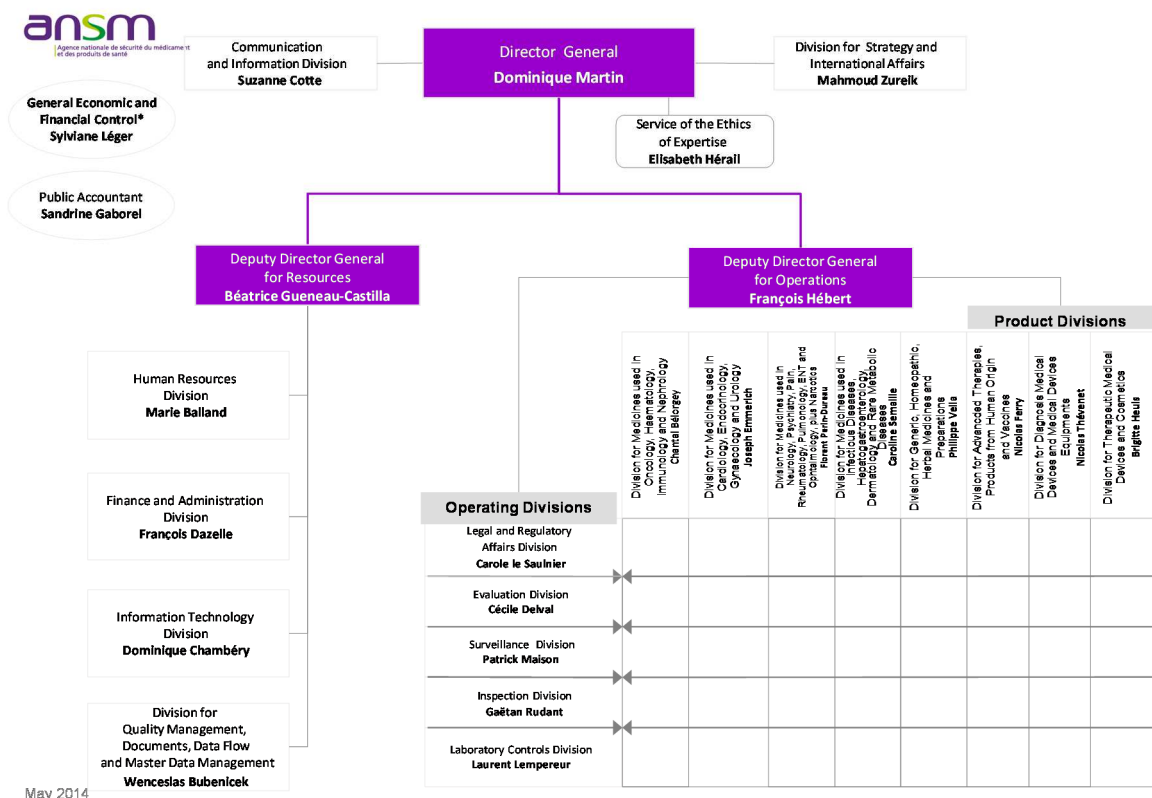 ansm
Agence nationale de sécurité du médicament
et des produits de santé
Communication
and Information Division
Suzanne Cotte
Director General
Dominique Martin
Division for Strategy and
International Affairs
Mahmoud Zureik
General Economic and
Financial Control*
Sylviane Léger
Service of the Ethics
of Expertise
Elisabeth Hérail
Public Accountant
Sandrine Gaborel
Deputy Director General
for Resources
Béatrice Gueneau-Castilla
Deputy Director General
for Operations
François Hébert
Human Resources
Division
Marie Balland
Finance and Administration
Division
François Dazelle
Information Technology
Division
Dominique Chambéry
Division for
Quality Management,
Documents, Data Flow
and Master Data Management
Wenceslas Bubenicek
Product Divisions
Division for Medicines used in
Oncology, Haematology,
Immunology and Nephrology
Chantal Belorgey
Division for Medicines used in
Cardiology, Endocrinology,
Gynaecology and Urology
Joseph Emmerich
Division for Medicines used in
Neurology, Psychiatry, Pain,
Rheumatology, Pulmonology, ENT and
Ophtalmology, plus Narcotics
Florent Perin-Dureau
Division for Medicines used in
Infectious Diseases,
Hepatogastroenterology,
Dermatology and Rare Metabolic
Diseases
Caroline Semaille
Division for Generic, Homeopathic,
Herbal Medicines and
Preparations
Philippe Vella
Division for Advancded Therapies,
Products from Human Origin
and Vaccines
Nicolas Ferry
Division for Diagnosis Medical
Devices and Medical Devices
Equipments
Nicolas Thévenet
Division for Therapeutic Medical
Devices and Cosmetics
Brigitte Heuls
Operating Divisions
Legal and Regulatory
Affairs Division
Carole le Saulnier
Evaluation Division
Cécile Delval
Surveillance Division
Patrick Maison
Inspection Division
Gaëtan Rudant
Laboratory Controls Division
Laurent Lempereur
May 2014